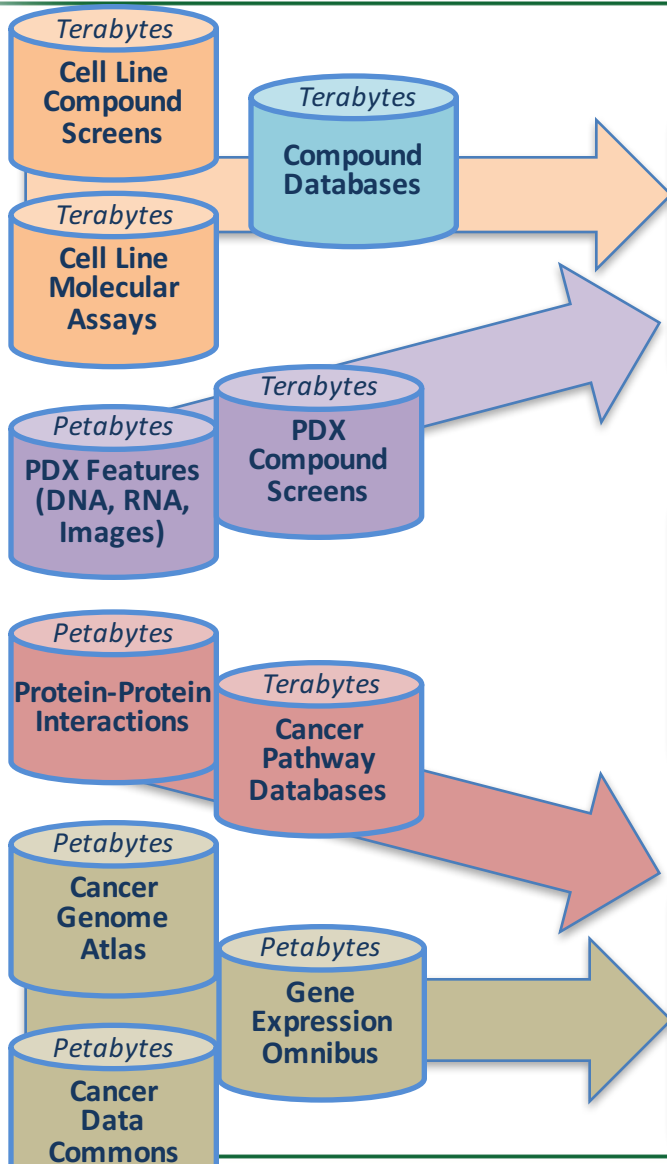 Terabytes
Cell Line
Compound
Screens
Terabytes
Compound
Databases
Terabytes
Cell Line
Molecular
Assays
Terabytes
PDX
Compound
Screens
Petabytes
PDX Features
(DNA, RNA,
Images)
Petabytes
Protein-Protein
Interactions
Terabytes
Cancer
Pathway
Databases
Petabytes
Cancer
Genome
Atlas
Petabytes
Gene
Expression
Omnibus
Petabytes
Cancer
Data
Commons